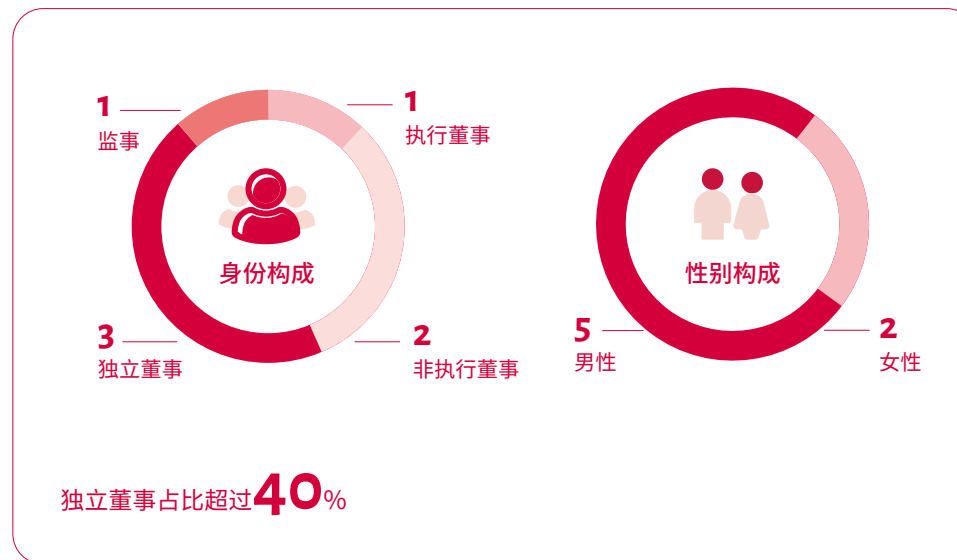 1
监事
1
执行董事
身份构成
3
独立董事
2
非执行董事
性别构成
5
男性
2
女性
独立董事占比超过40%